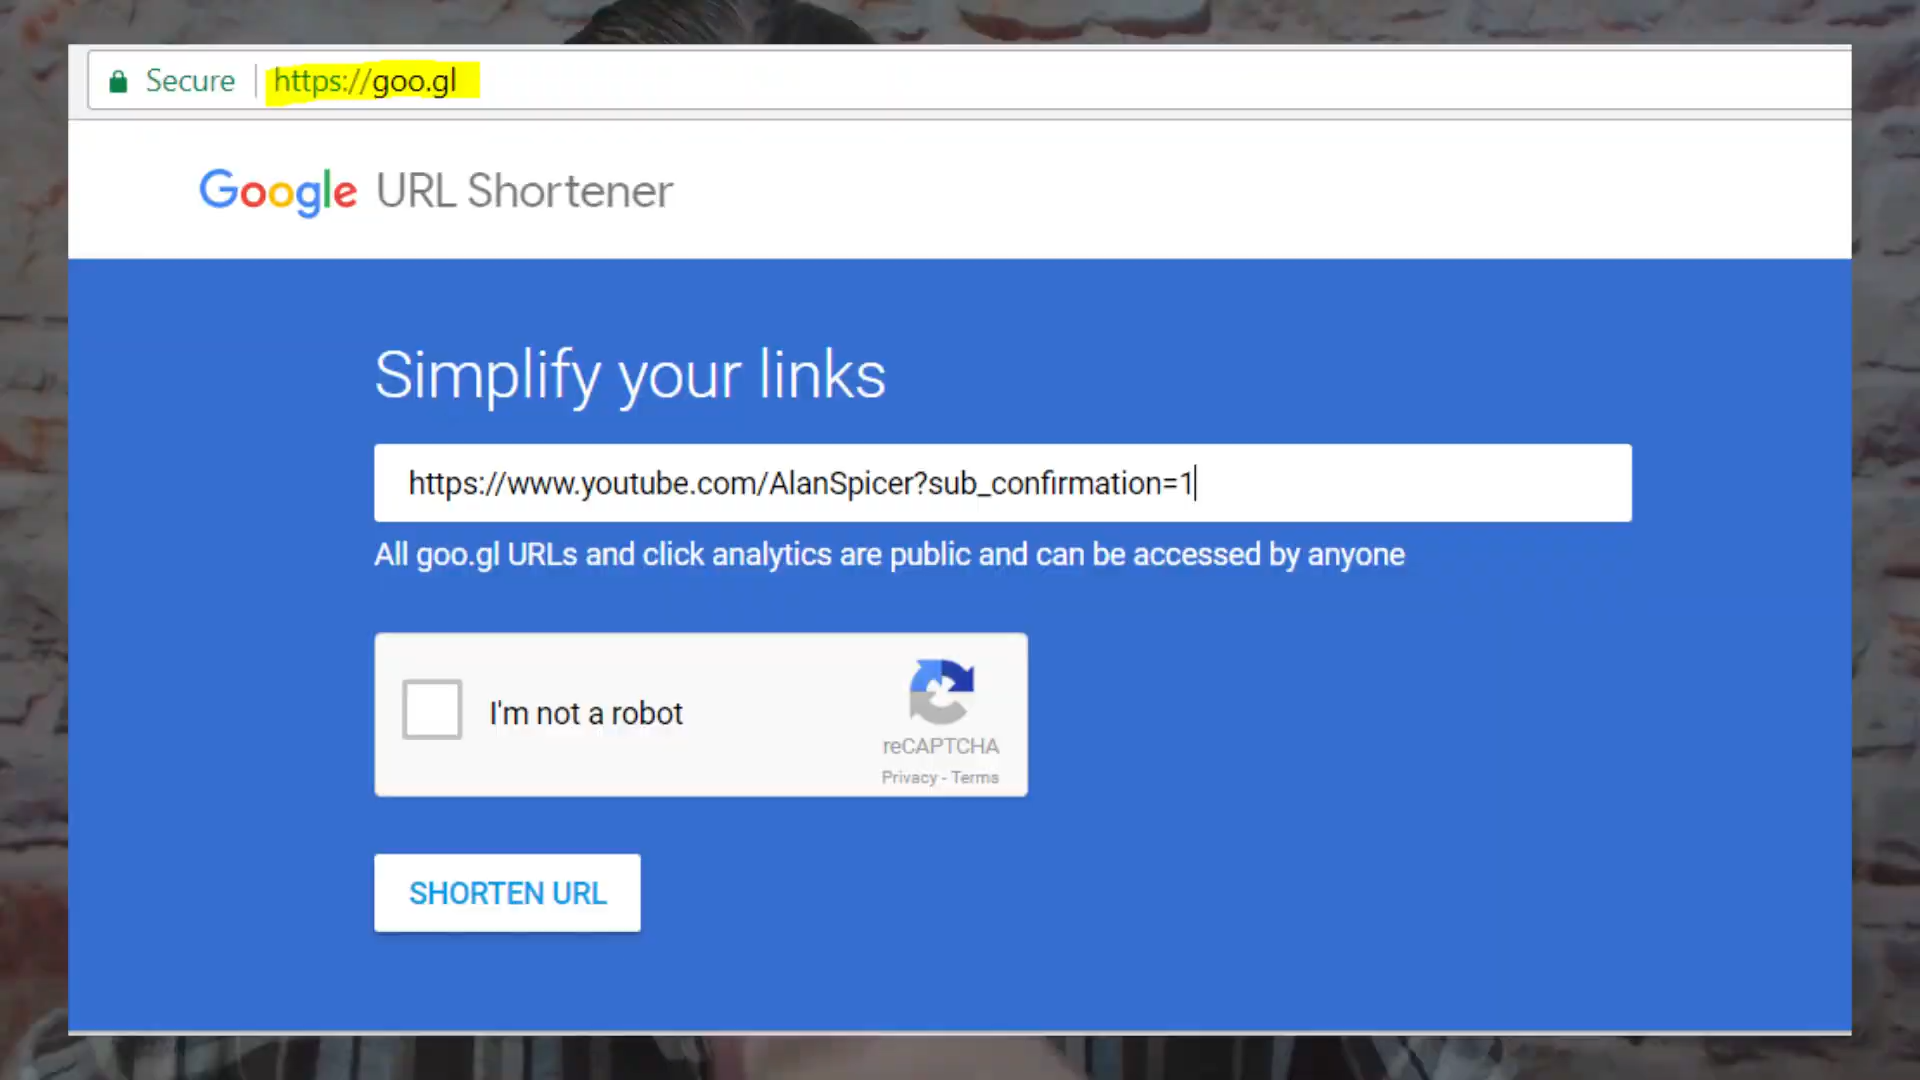 Secure | https://goo.gl
Google URL Shortener
Simplify your links
https://www.youtube.com/AlanSpicer?sub_confirmation=1
All goo.gl URLs and click analytics are public and can be accessed by anyone
I'm not a robot
reCAPTCHA
Privacy - Terms
SHORTEN URL